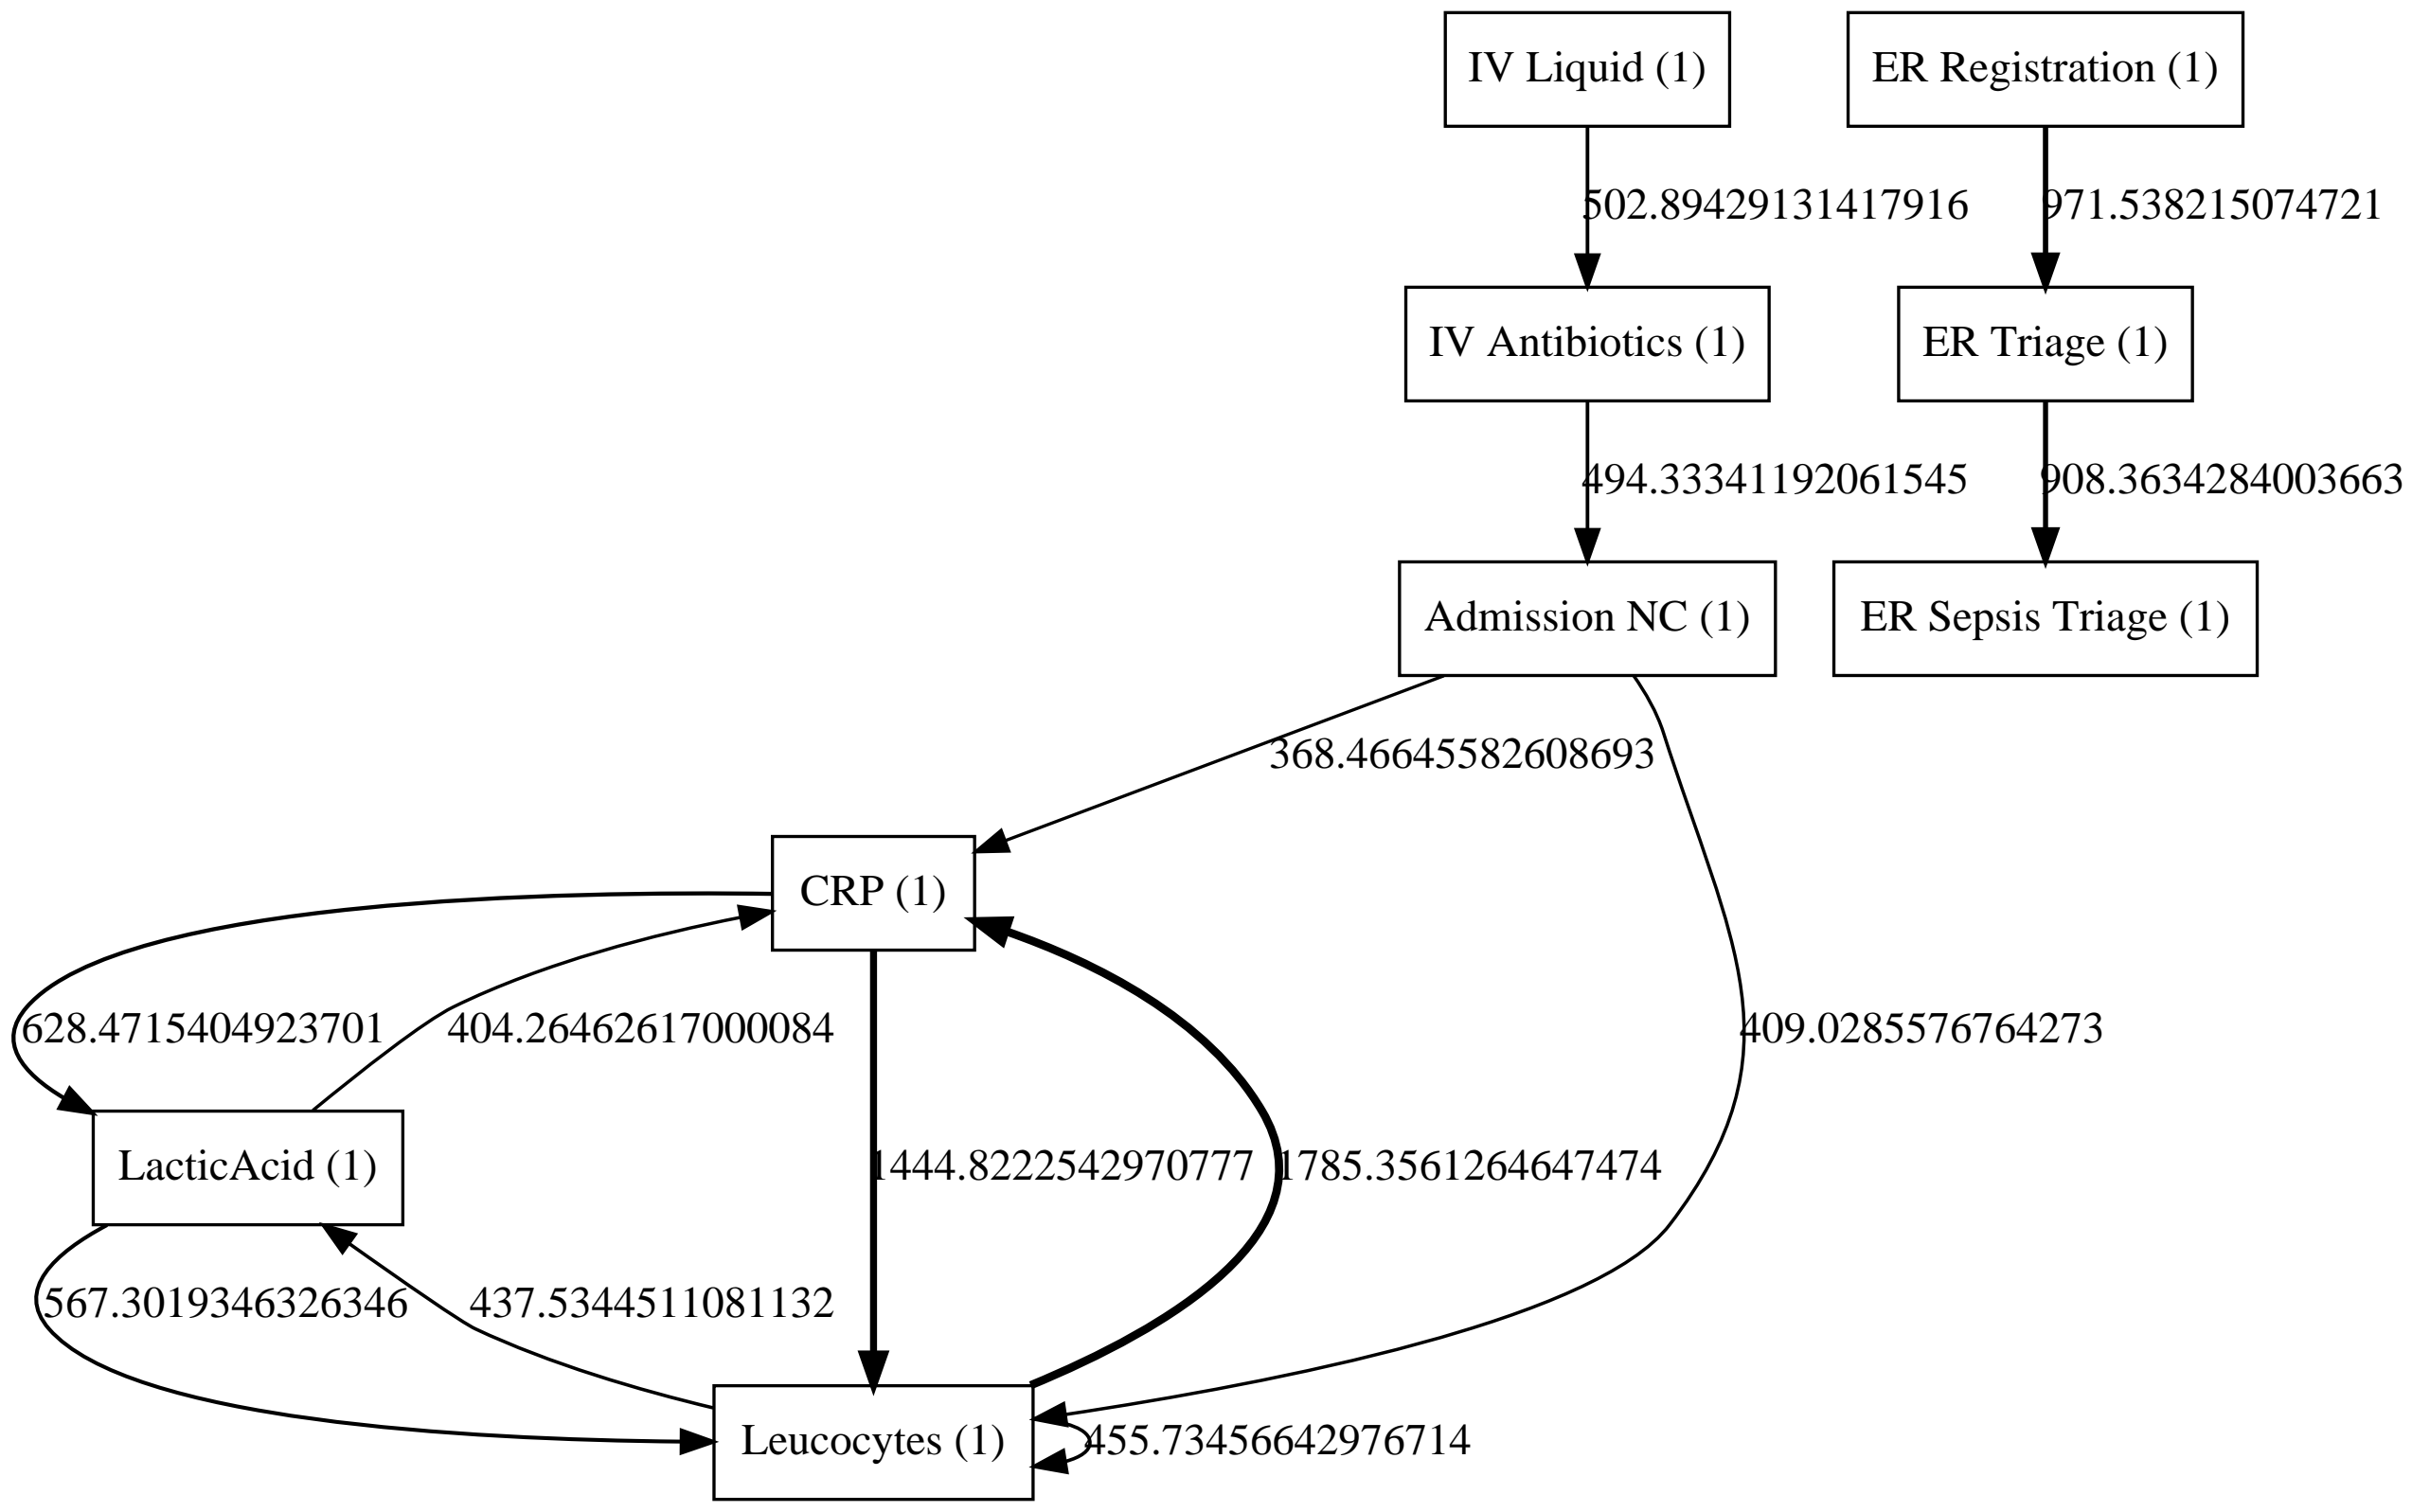 IV Liquid (1)
ER Registration (1)
502.89429131417916
971.538215074721
IV Antibiotics (1)
ER Triage (1)
494.33341192061545
908.3634284003663
Admission NC (1)
ER Sepsis Triage (1)
368.46645582608693
CRP (1)
628.4715404923701
404.26462617000084
409.0285576764273
LacticAcid (1)
1444.8222542970777
1785.3561264647474
567.3019346326346
437.5344511081132
Leucocytes (1)
455.73456642976714